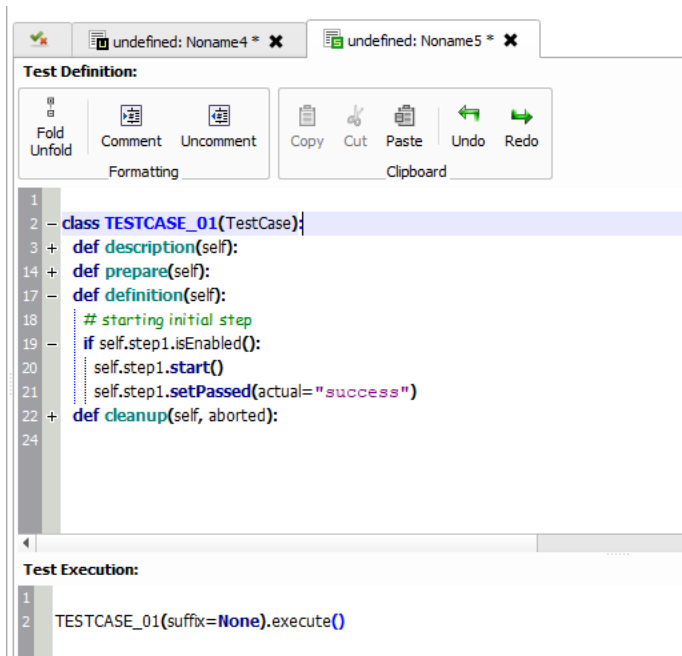 undefined: Noname4 *
undefined: Noname5 *
Test Definition:
Fold
Unfold
Comment
Uncomment
Copy
Cut
Paste
Undo
Redo
Formatting
Clipboard
1
2 – class TESTCASE_01(TestCase):
3 + def description(self):
14 + def prepare(self):
17 – def definition(self):
18 # starting initial step
19 – if self.step1.isEnabled():
20 self.step1.start()
21 self.step1.setPassed(actual="success")
22 + def cleanup(self, aborted):
24
Test Execution:
1
2 TESTCASE_01(suffix=None).execute()